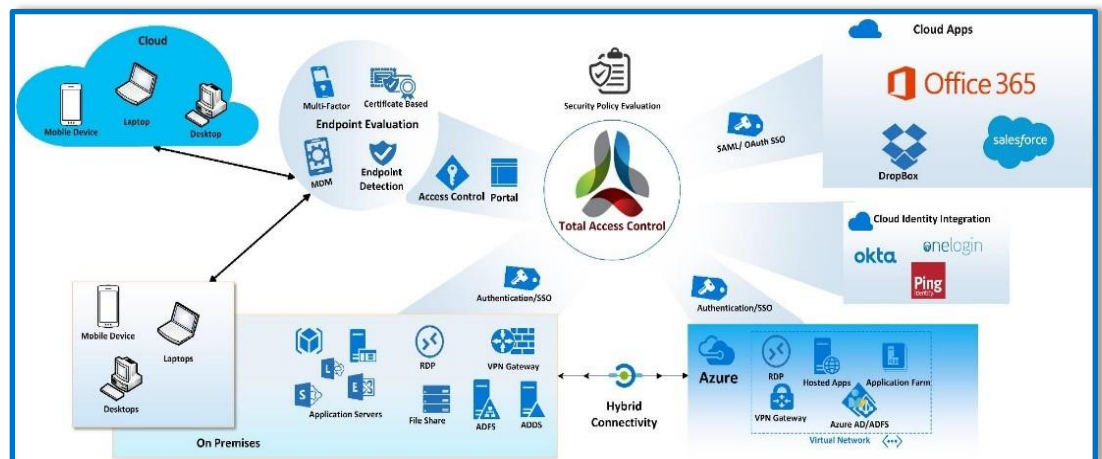 Cloud
Mobile Device
Laptop
Desktop
Multi-Factor
Certificate Based
Endpoint Evaluation
MDM
Endpoint
Detection
Access Control
Portal
Security Policy Evaluation
Total Access Control
SAML/ OAuth SSO
Cloud Apps
Office 365
DropBox
salesforce
Cloud Identity Integration
okta
onelogin
Ping
Identity
Authentication/SSO
Authentication/SSO
Mobile Device
Laptops
Desktops
Application Servers
RDP
VPN Gateway
File Share
ADFS
ADDS
On Premises
Hybrid
Connectivity
Azure
RDP
Hosted Apps
Application Farm
VPN Gateway
Azure AD/ADFS
Virtual Network